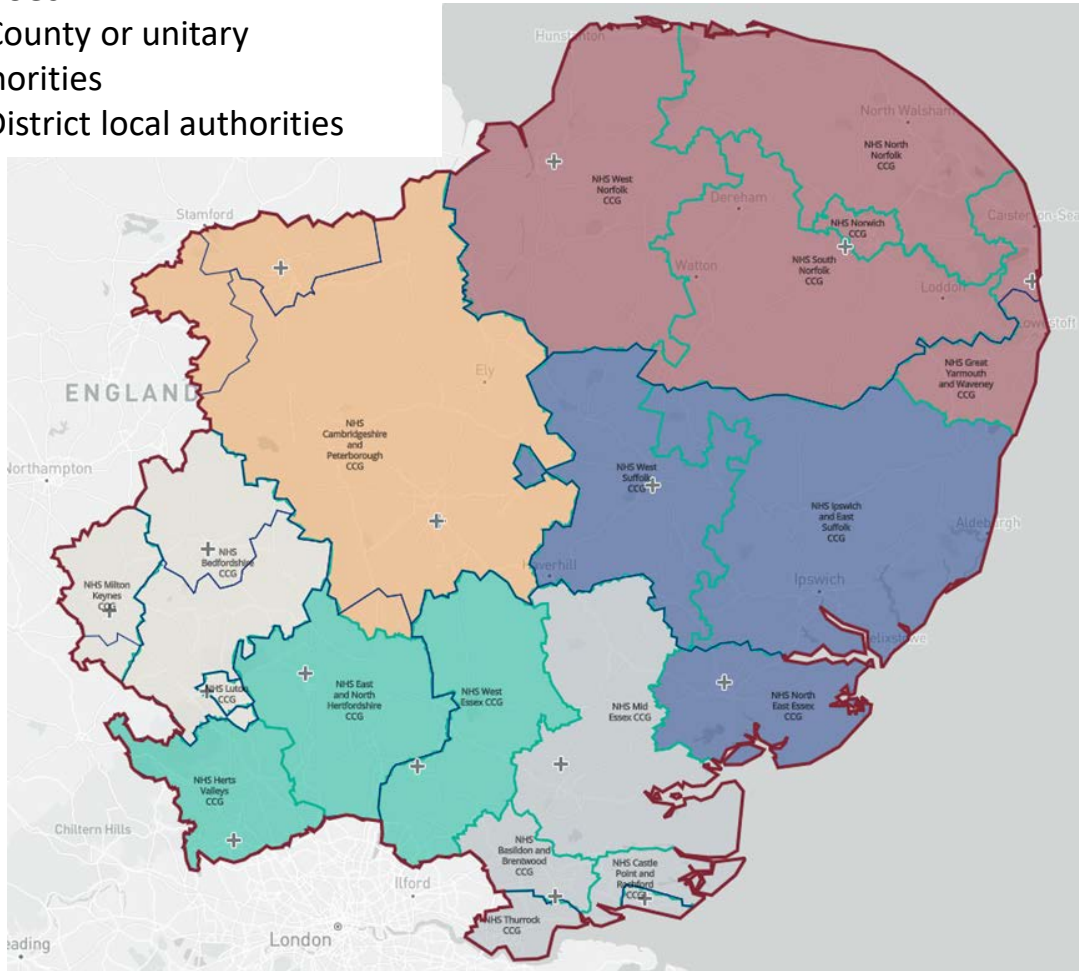 County or unitary
horities
District local authorities
Hunstanton
North Walsham
NHS North
Norfolk
CCG
NHS West
Norfolk
CCG
Dereham
Stamford
NHS Norwich
CCG
NHS South
Norfolk
CCG
Watton
Loddon
Lowestoft
NHS Great
Yarmouth
and Waveney
CCG
Ely
ENGLAND
NHS
Cambridgeshire
and
Peterborough
CCG
Northampton
NHS West
Suffolk
CCG
NHS Ipswich
and East
Suffolk
CCG
Aldeburgh
NHS
Bedfordshire
CCG
Haverhill
Ipswich
NHS Milton
Keynes
CCG
elixstowe
NHS Luton
CCG
NHS East
and North
Hertfordshire
CCG
NHS West
Essex CCG
NHS Mid
Essex CCG
NHS North
East Essex
CCG
NHS Herts
Valleys
CCG
Chiltern Hills
NHS
Basildon and
Brentwood
CCG
NHS Castle
Point and
Rochford
CCG
Ilford
NHS Thurrock
CCG
London
eading